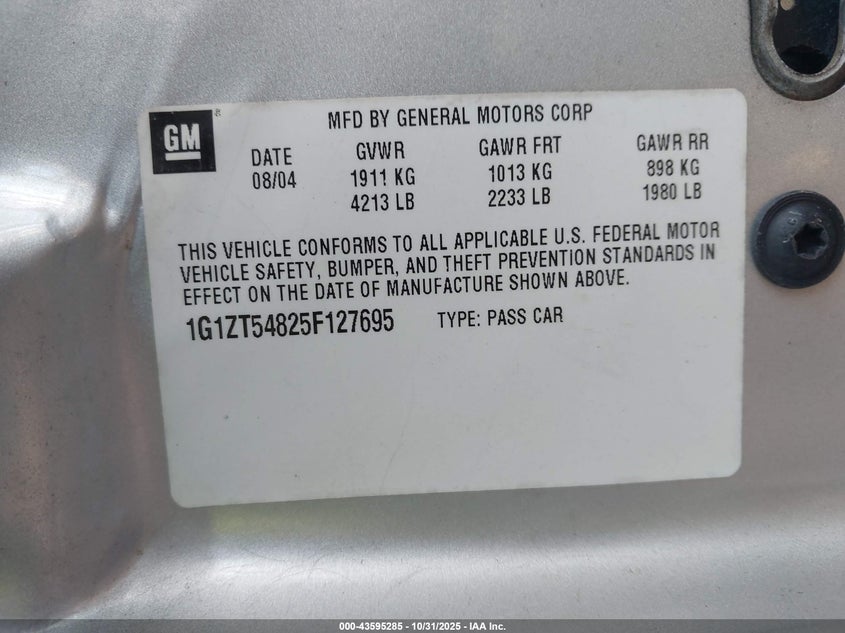 GM
MFD BY GENERAL MOTORS CORP
DATE GVWR GAWR FRT GAWR RR
08/04 1911 KG 1013 KG 898 KG
4213 LB 2233 LB 1980 LB
THIS VEHICLE CONFORMS TO ALL APPLICABLE U.S. FEDERAL MOTOR
VEHICLE SAFETY, BUMPER, AND THEFT PREVENTION STANDARDS IN
EFFECT ON THE DATE OF MANUFACTURE SHOWN ABOVE.
1G1ZT54825F127695 TYPE: PASS CAR
000-43595285 - 10/31/2025 - IAA Inc.